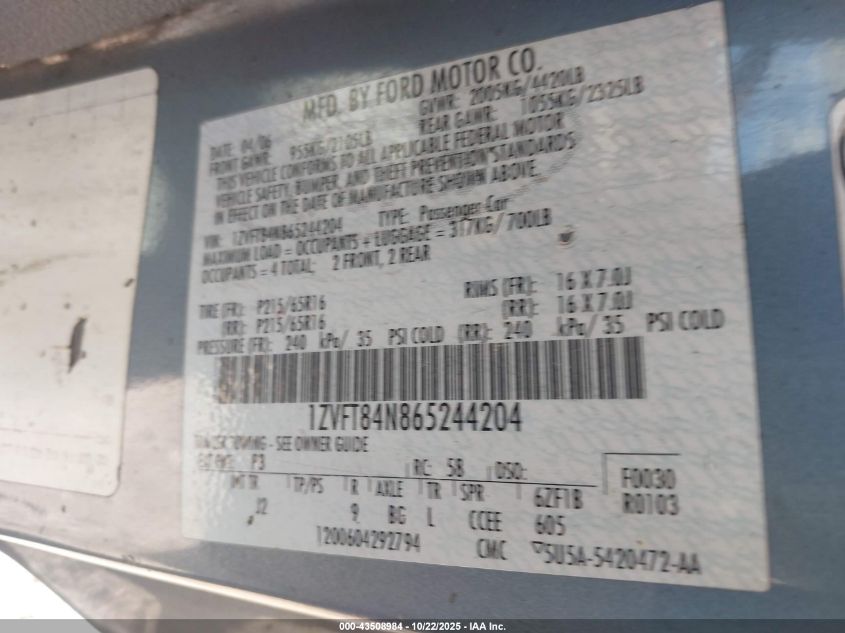 MFD. BY FORD MOTOR CO.
DATE: 04/06 GVWR: 2005KG/4420LB
FRONT GAWR: 955KG/2105LB REAR GAWR: 1055KG/2325LB
THIS VEHICLE CONFORMS TO ALL APPLICABLE FEDERAL MOTOR
VEHICLE SAFETY, BUMPER, AND THEFT PREVENTION STANDARDS
IN EFFECT ON THE DATE OF MANUFACTURE SHOWN ABOVE.
VIN: 1ZVFT84N865244204 TYPE: Passenger Car
MAXIMUM LOAD = OCCUPANTS + LUGGAGE = 317KG/ 700LB
OCCUPANTS = 4 TOTAL: 2 FRONT, 2 REAR
TIRE (FR): P215/65R16 RIMS (FR): 16 X 7.0J
(RR): P215/65R16 (RR): 16 X 7.0J
PRESSURE (FR): 240 kPa/ 35 PSI COLD (RR): 240 kPa/ 35 PSI COLD
1ZVFT84N865244204
TOWING - SEE OWNER GUIDE
EXT PNT: P3 RC: 58 DSO: F0030
INT TR TP/PS R AXLE TR SPR 6ZF1B R0103
J2 9 BG L CCEE 605
1200604292794 CMC ▽5U5A-5420472-AA
000-43508984 | 10/22/2025 | IAA Inc.